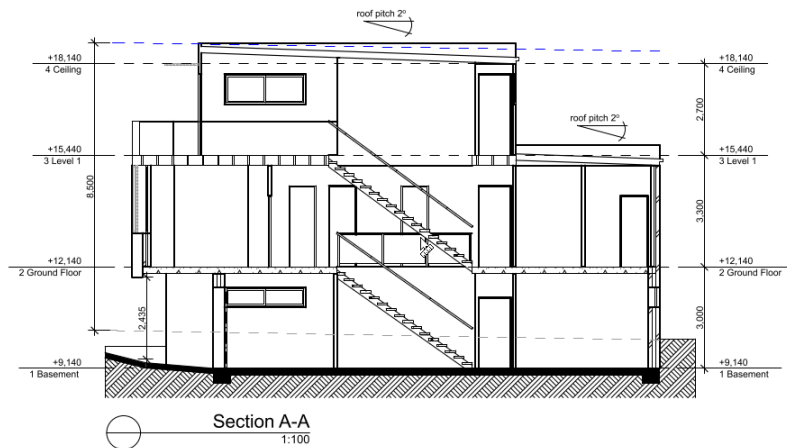 roof pitch 2º
+18,140
4 Ceiling
+18,140
4 Ceiling
2,700
roof pitch 2º
+15,440
3 Level 1
+15,440
3 Level 1
8,500
3,300
+12,140
2 Ground Floor
+12,140
2 Ground Floor
2,435
3,000
+9,140
1 Basement
+9,140
1 Basement
Section A-A
1:100